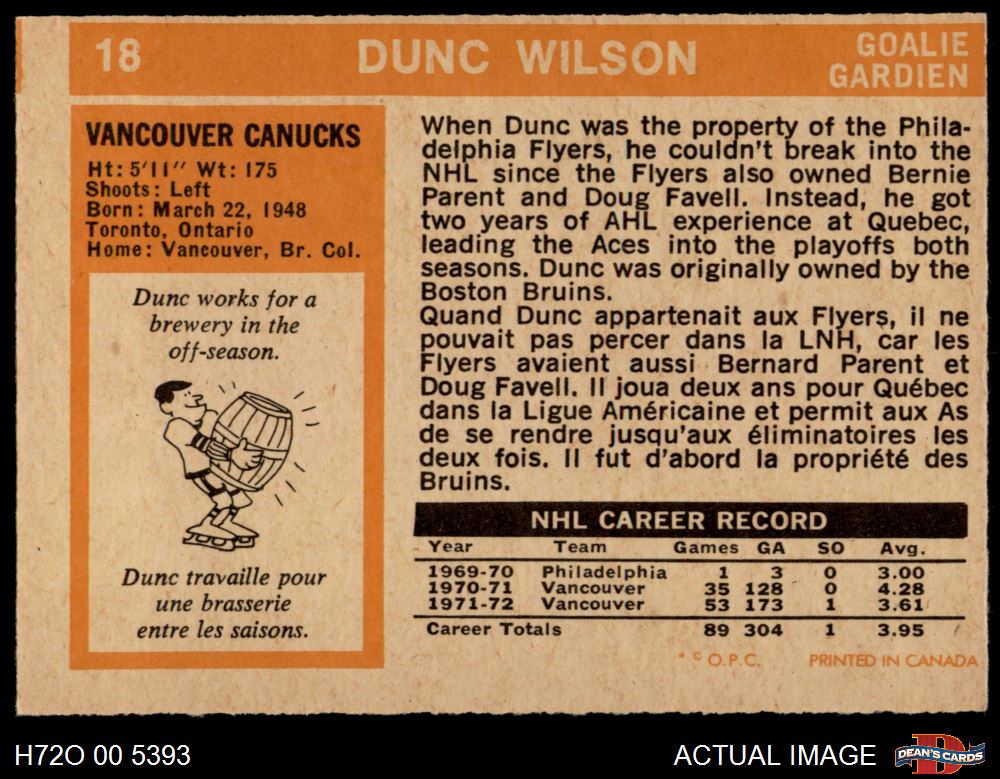 18
DUNC WILSON
GOALIE
GARDIEN
VANCOUVER CANUCKS
Ht: 5'11" Wt: 175
Shoots: Left
Born: March 22, 1948
Toronto, Ontario
Home: Vancouver, Br. Col.
Dunc works for a
brewery in the
off-season.
Dunc travaille pour
une brasserie
entre les saisons.
When Dunc was the property of the Phila-
delphia Flyers, he couldn't break into the
NHL since the Flyers also owned Bernie
Parent and Doug Favell. Instead, he got
two years of AHL experience at Quebec,
leading the Aces into the playoffs both
seasons. Dunc was originally owned by the
Boston Bruins.
Quand Dunc appartenait aux Flyers, il ne
pouvait pas percer dans la LNH, car les
Flyers avaient aussi Bernard Parent et
Doug Favell. Il joua deux ans pour Québec
dans la Ligue Américaine et permit aux As
de se rendre jusqu'aux éliminatoires les
deux fois. Il fut d'abord la propriété des
Bruins.
NHL CAREER RECORD
Year Team Games GA SO Avg.
1969-70 Philadelphia 1 3 0 3.00
1970-71 Vancouver 35 128 0 4.28
1971-72 Vancouver 53 173 1 3.61
Career Totals 89 304 1 3.95
* © O.P.C. PRINTED IN CANADA
H72O 00 5393
ACTUAL IMAGE
DEAN'S CARDS